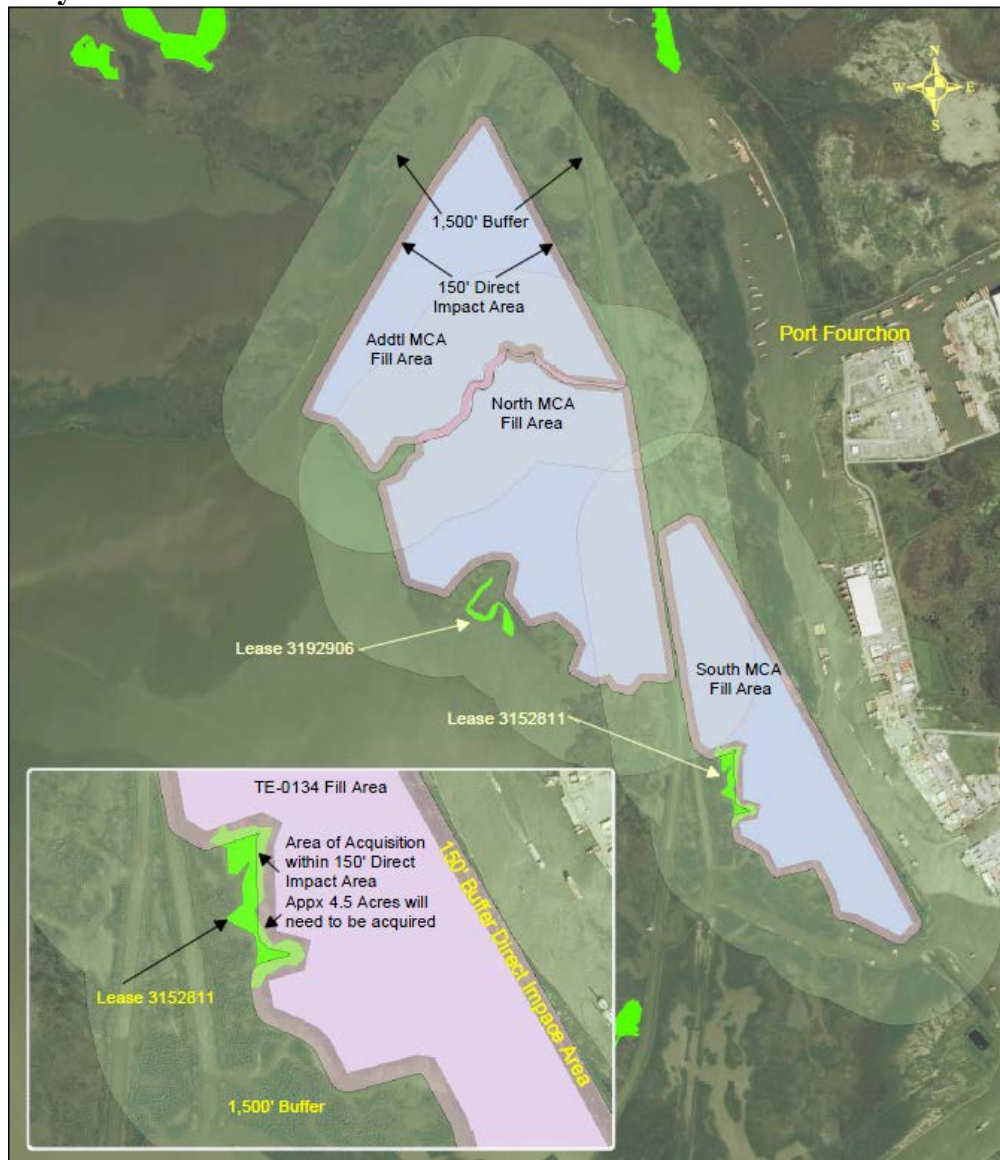 N
W E
S
1,500' Buffer
150' Direct
Impact Area
Addtl MCA
Fill Area
Port Fourchon
North MCA
Fill Area
Lease 3192906
South MCA
Fill Area
Lease 3152811
TE-0134 Fill Area
Area of Acquisition
within 150' Direct
Impact Area
Appx 4.5 Acres will
need to be acquired
150' Buffer Direct Impace Area
Lease 3152811
1,500' Buffer